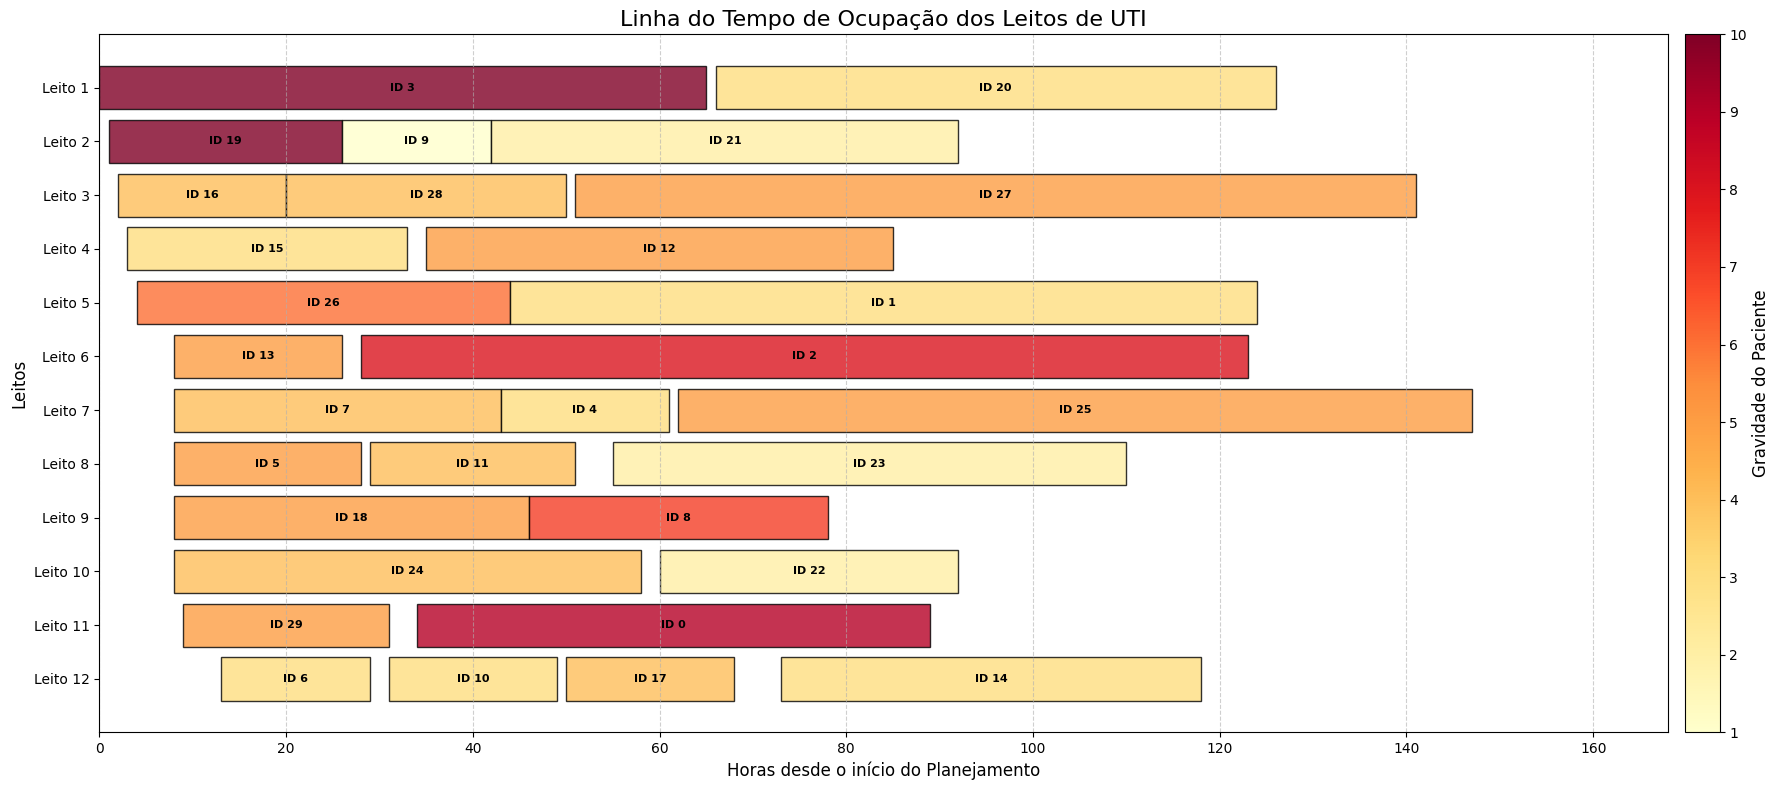 Linha do Tempo de Ocupação dos Leitos de UTI
Leito 1
ID 3
ID 20
Leito 2
ID 19
ID 9
ID 21
Leito 3
ID 16
ID 28
ID 27
Leito 4
ID 15
ID 12
Leito 5
ID 26
ID 1
Leito 6
ID 13
ID 2
Leito 7
ID 7
ID 4
ID 25
Leito 8
ID 5
ID 11
ID 23
Leito 9
ID 18
ID 8
Leito 10
ID 24
ID 22
Leito 11
ID 29
ID 0
Leito 12
ID 6
ID 10
ID 17
ID 14
Leitos
0
20
40
60
80
100
120
140
160
Horas desde o início do Planejamento
10
9
8
7
6
5
4
3
2
1
Gravidade do Paciente